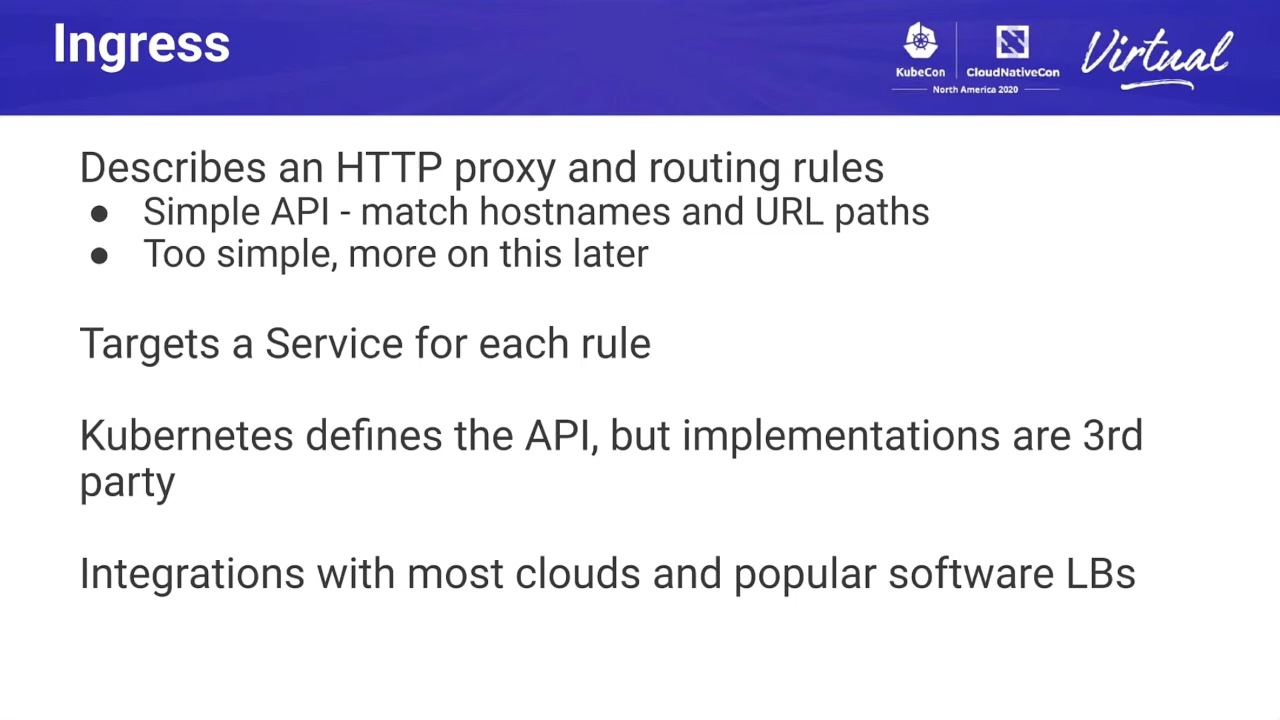 Ingress
KubeCon
CloudNativeCon
North America 2020
Virtual
Describes an HTTP proxy and routing rules
● Simple API - match hostnames and URL paths
● Too simple, more on this later
Targets a Service for each rule
Kubernetes defines the API, but implementations are 3rd
party
Integrations with most clouds and popular software LBs